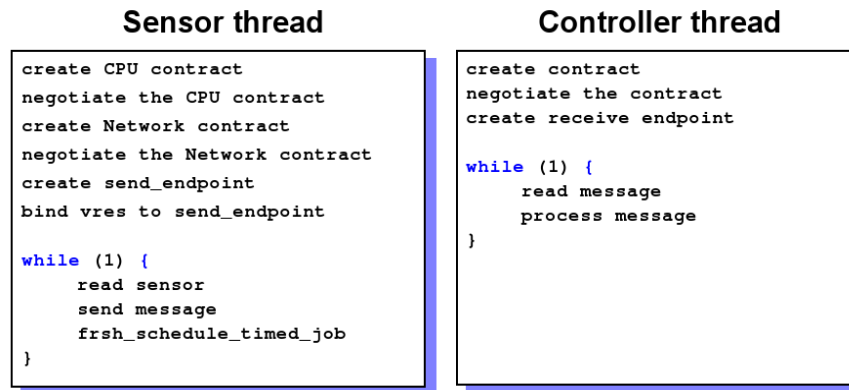 Sensor thread
create CPU contract
negotiate the CPU contract
create Network contract
negotiate the Network contract
create send_endpoint
bind vres to send_endpoint
while (1) {
read sensor
send message
frsh_schedule_timed_job
}
Controller thread
create contract
negotiate the contract
create receive endpoint
while (1) {
read message
process message
}